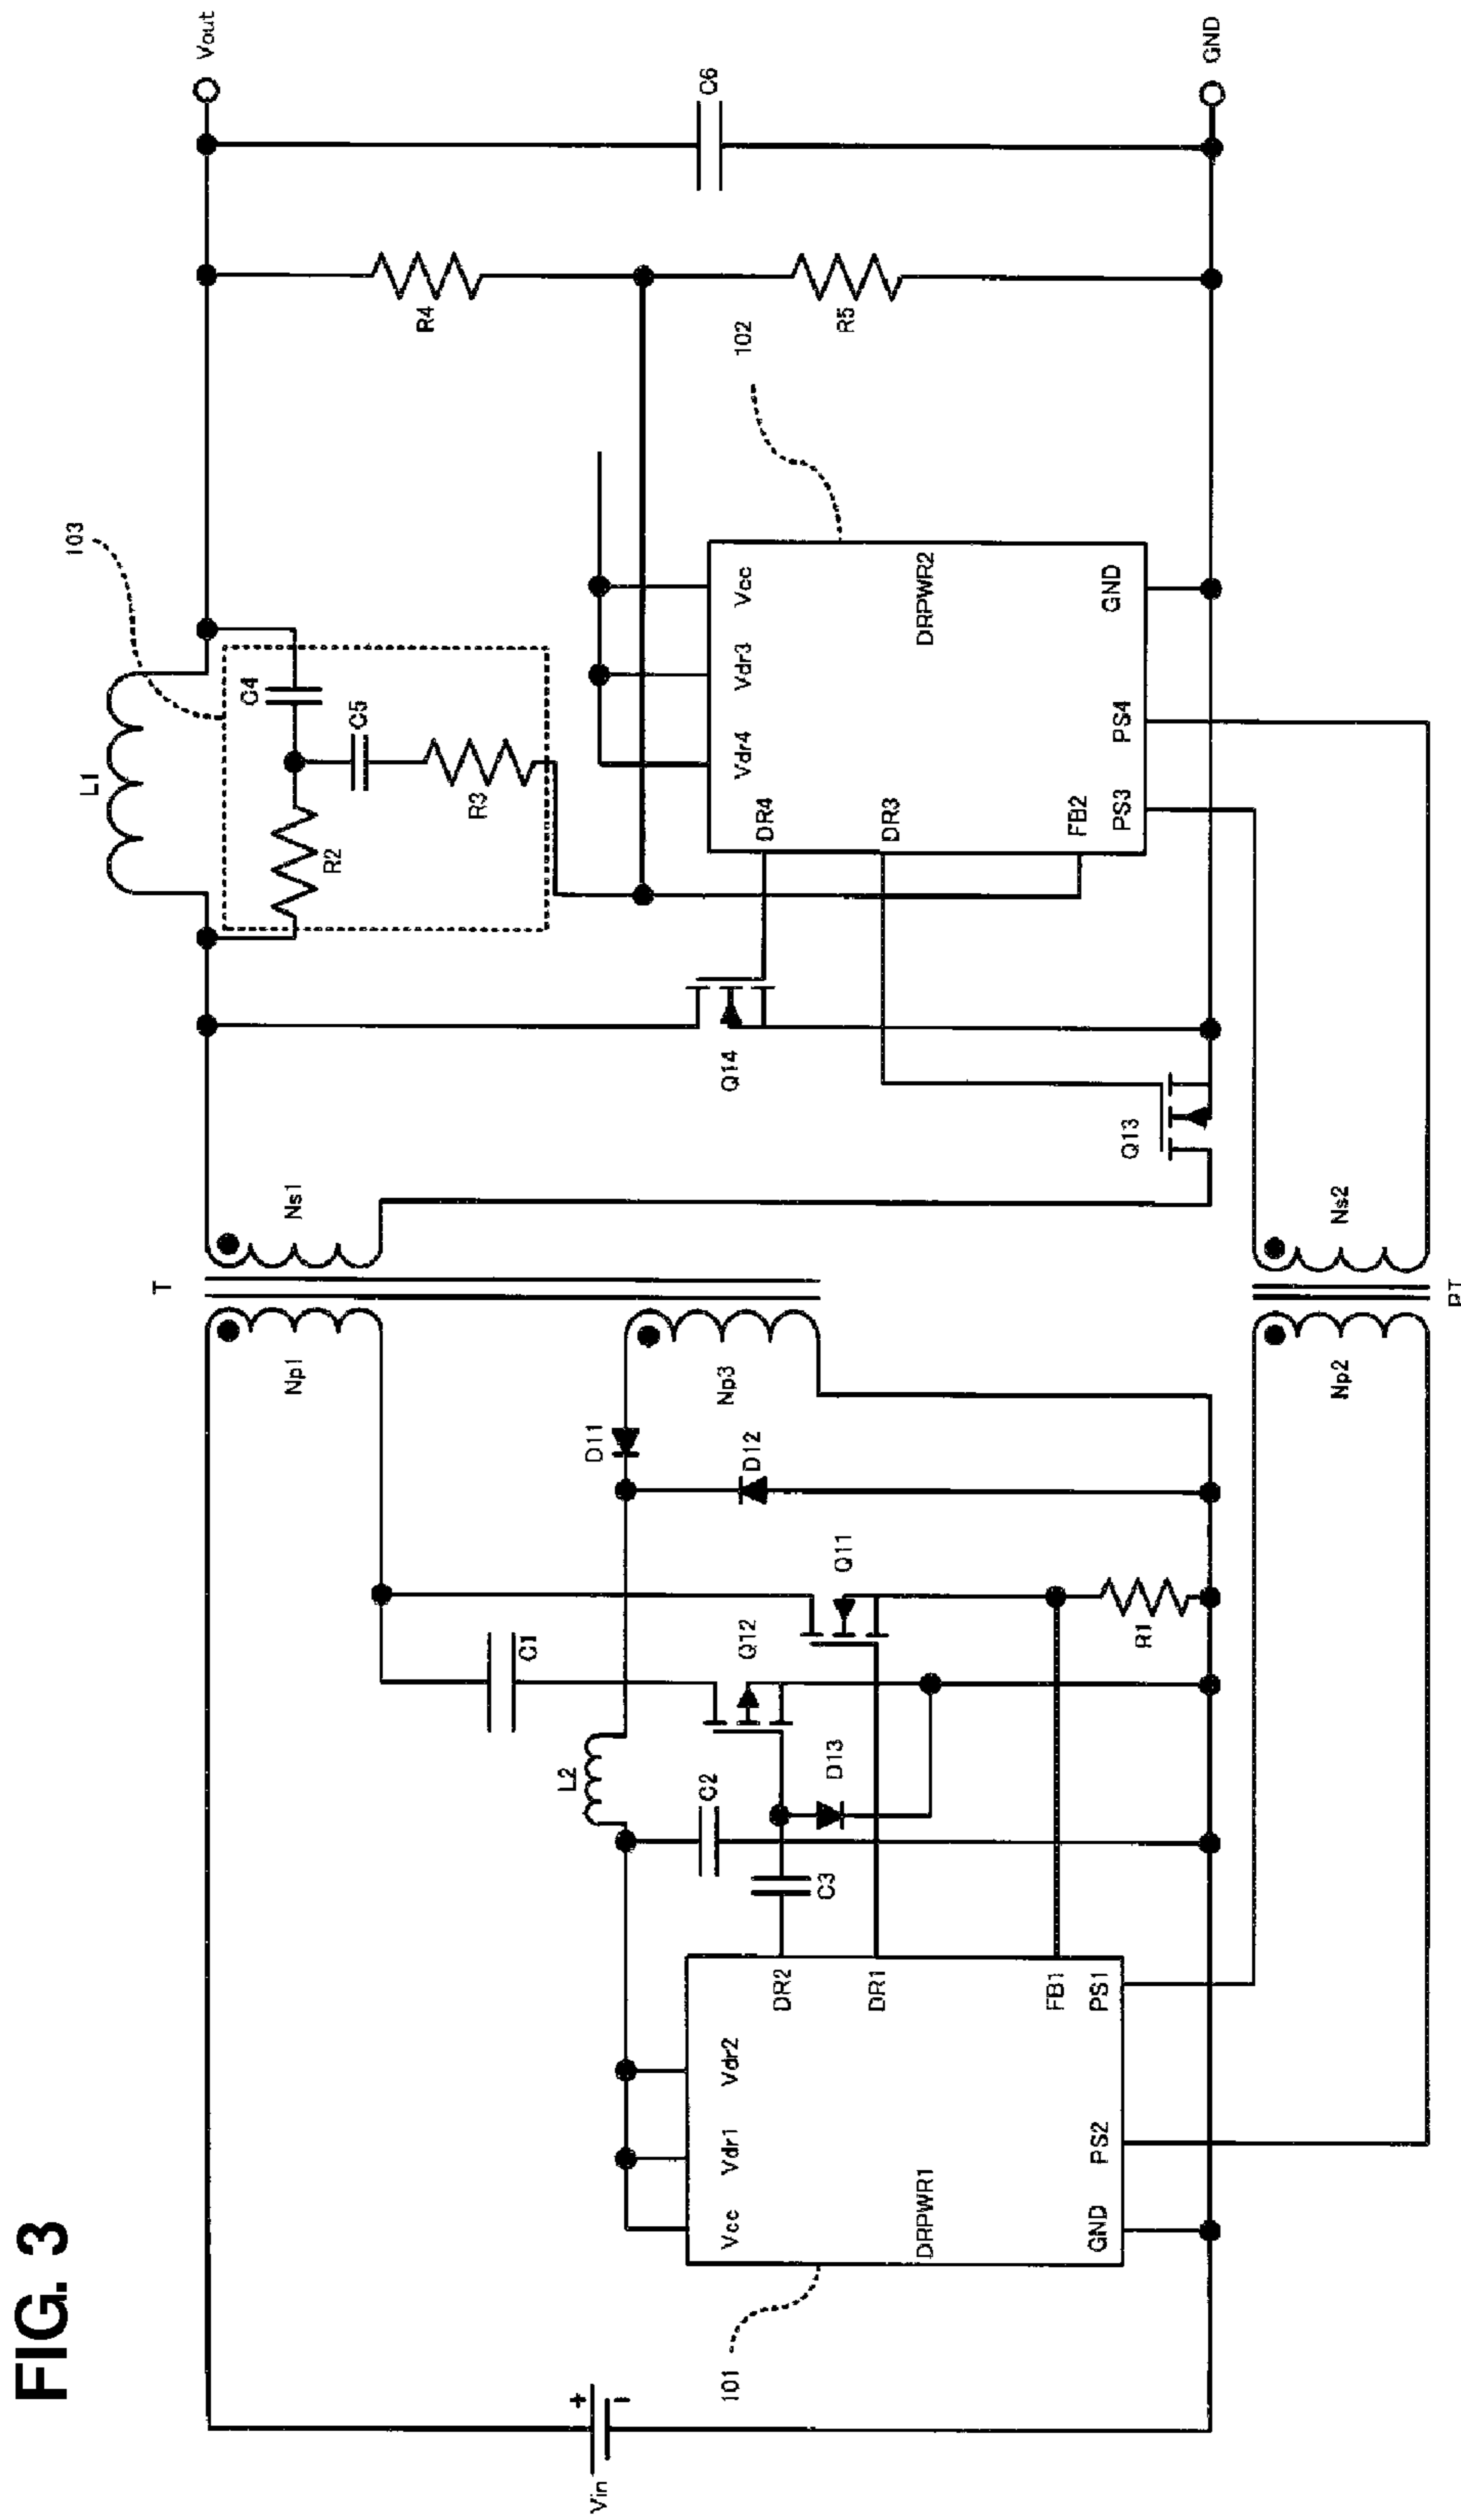 FIG. 3
Vin
+
−
101
Vcc
Vdr1
Vdr2
DRPWR1
GND
PS2
PS1
DR2
DR1
FB1
L2
C2
C3
D13
C1
Q12
Q11
R1
D11
D12
Np1
Np3
Np2
T
PT
Ns1
Ns2
Q13
Q14
L1
103
R2
C4
C5
R3
DR4
DR3
FB2
Vdr4
Vdr3
Vcc
DRPWR2
PS3
PS4
GND
102
R4
R5
C6
Vout
GND